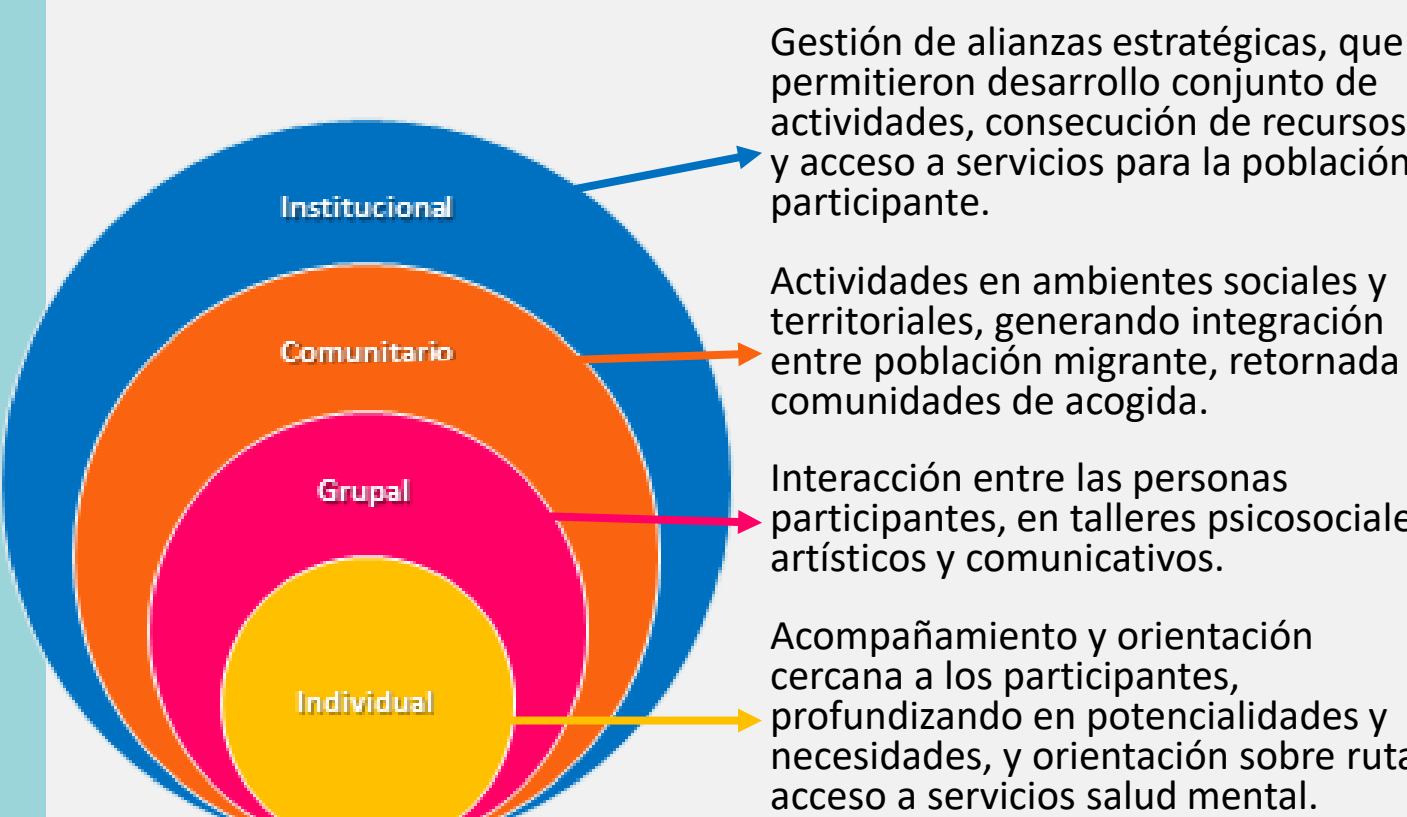 Gestión de alianzas estratégicas, que
permitieron desarrollo conjunto de
actividades, consecución de recursos
y acceso a servicios para la población
participante.
Institucional
Actividades en ambientes sociales y
territoriales, generando integración
entre población migrante, retornada
comunidades de acogida.
Comunitario
Interacción entre las personas
participantes, en talleres
artísticos y comunicativos.
Grupal
Acompañamiento y orientación
cercana a los participantes,
profundizando en potencialidades y
necesidades, y orientación sobre
acceso a servicios salud mental.
Individual